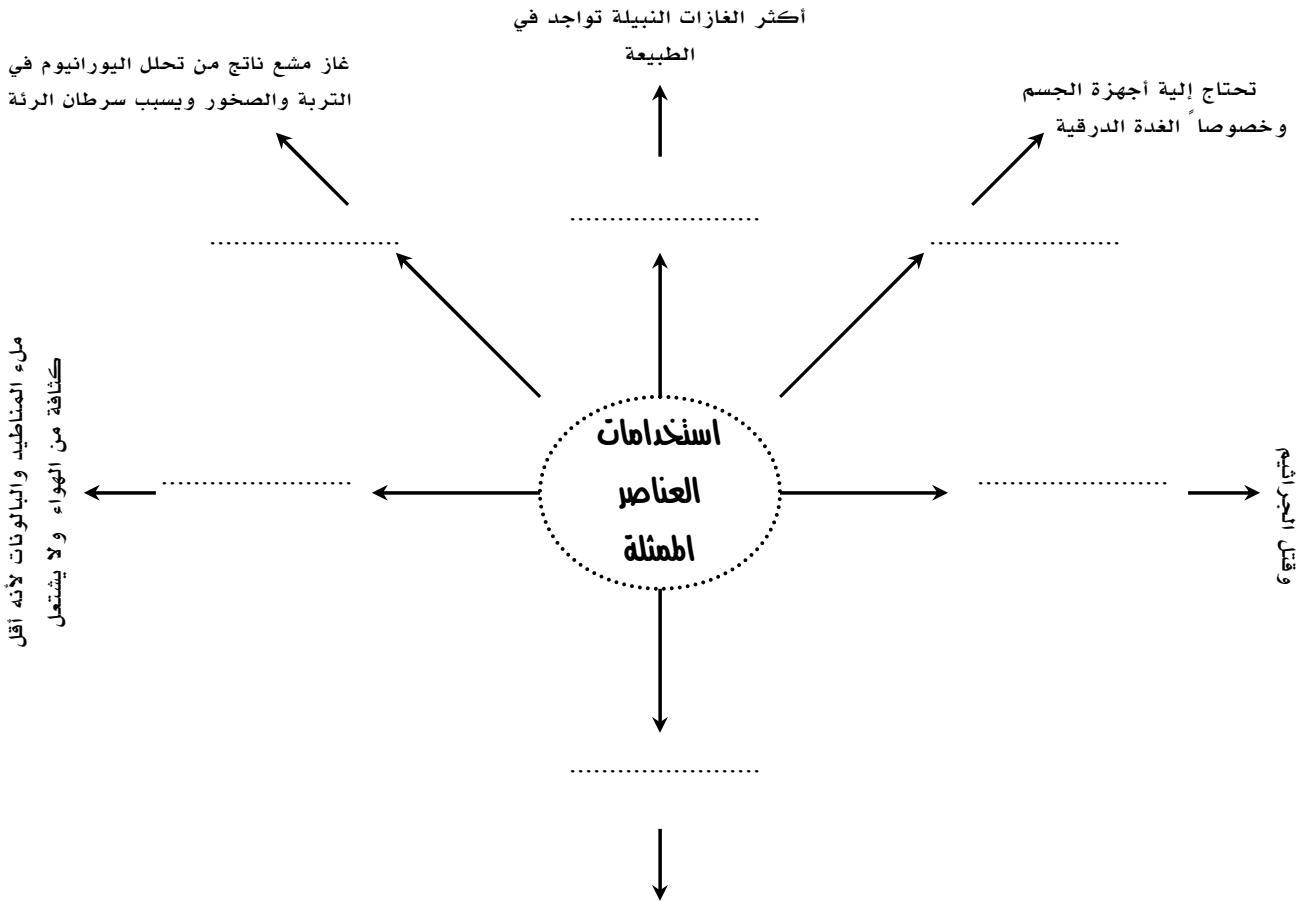 أكثر الغازات النبيلة تواجد في
الطبيعة
تحتاج إلية أجهزة الجسم
وخصوصاً الغدة الدرقية
غاز مشع ناتج من تحلل اليورانيوم في
التربة والصخور ويسبب سرطان الرئة
........................
........................
........................
استخدامات
العناصر
الممثلة
........................
وقتل الجراثيم
........................
ملء المناطيد والبالونات لأنه أقل
كثافة من الهواء ولا يشتعل
........................